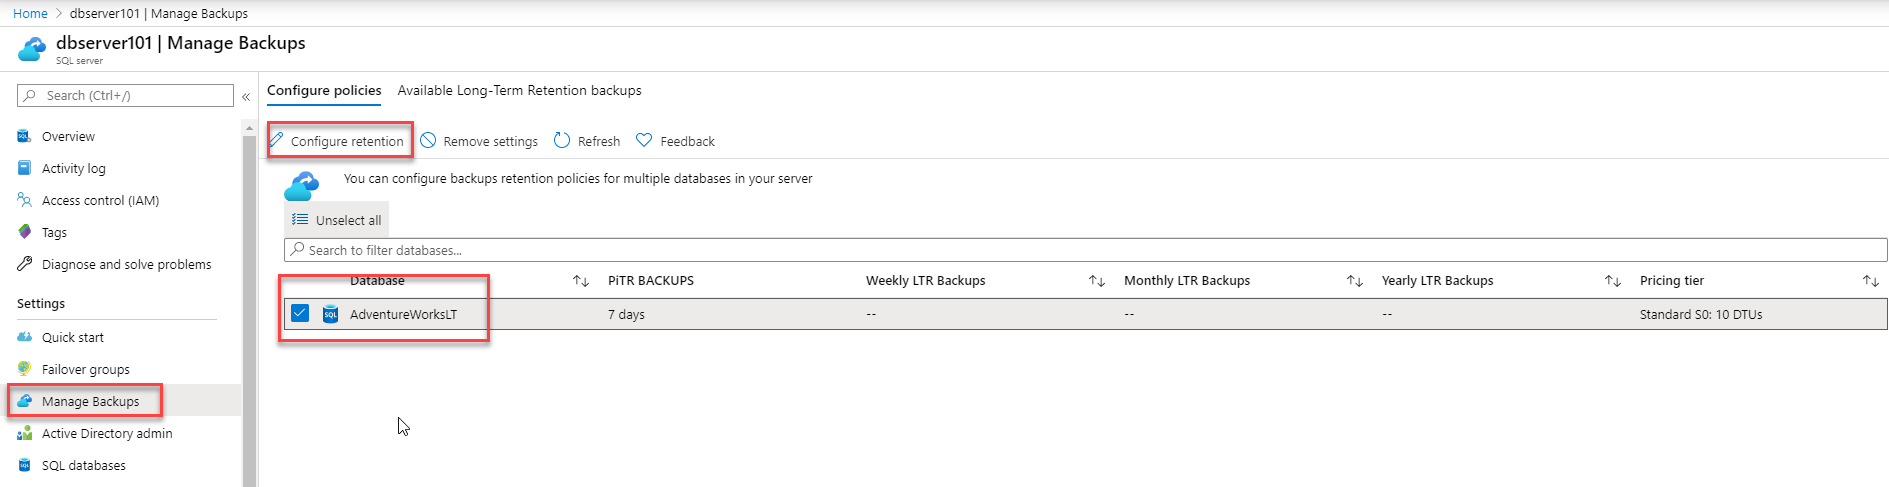 Home > dbserver101 | Manage Backups
dbserver101 | Manage Backups
SQL server
Search (Ctrl+/)
«
Overview
Activity log
Access control (IAM)
Tags
Diagnose and solve problems
Settings
Quick start
Failover groups
Manage Backups
Active Directory admin
SQL databases
Configure policies Available Long-Term Retention backups
Configure retention Remove settings Refresh Feedback
You can configure backups retention policies for multiple databases in your server
Unselect all
Search to filter databases...
Database ↑↓ PiTR BACKUPS Weekly LTR Backups ↑↓ Monthly LTR Backups ↑↓ Yearly LTR Backups ↑↓ Pricing tier ↑↓
SQL AdventureWorksLT 7 days -- -- -- Standard S0: 10 DTUs